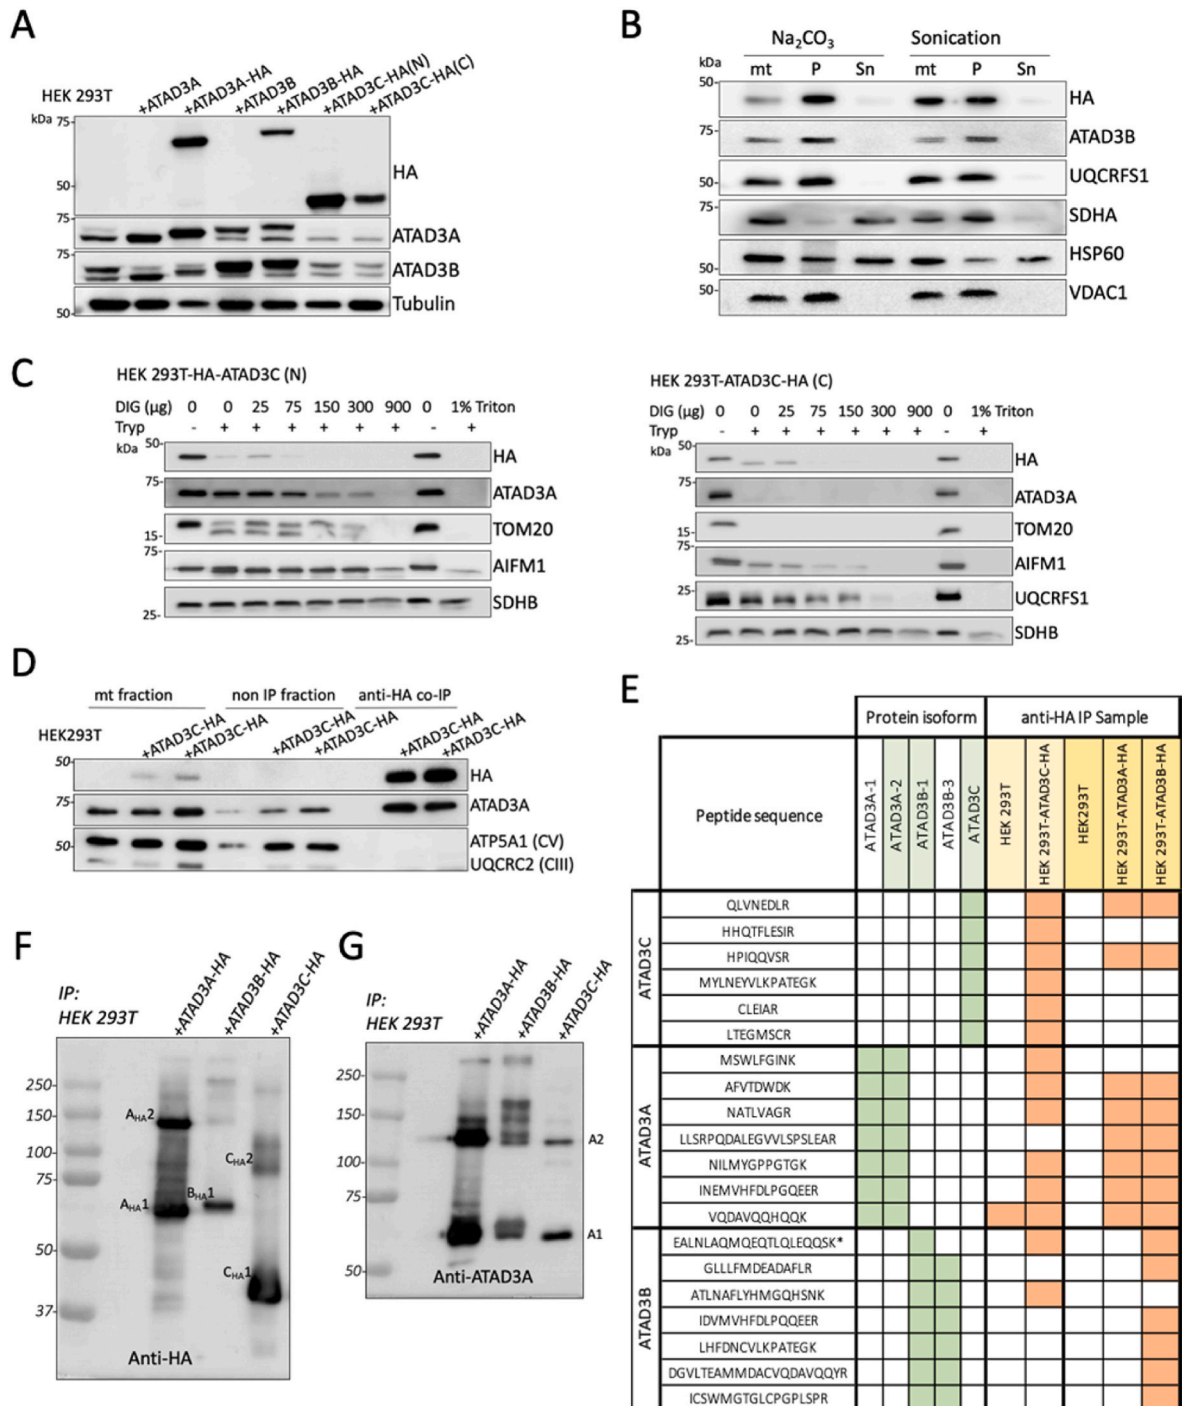 A
HEK 293T
+ATAD3A
+ATAD3A-HA
+ATAD3B
+ATAD3B-HA
+ATAD3C-HA(N)
+ATAD3C-HA(C)
kDa
75-
HA
50-
75-
ATAD3A
75-
ATAD3B
Tubulin
50-
B
Na2CO3 Sonication
kDa
mt P Sn mt P Sn
50-
HA
75-
ATAD3B
UQCRFS1
25-
75-
SDHA
HSP60
50-
50-
VDAC1
C
HEK 293T-HA-ATAD3C (N)
DIG (µg) 0 0 25 75 150 300 900 0 1% Triton
Tryp - + + + + + + - +
kDa
50-
HA
75-
ATAD3A
TOM20
15-
75-
AIFM1
SDHB
25-
HEK 293T-ATAD3C-HA (C)
DIG (µg) 0 0 25 75 150 300 900 0 1% Triton
Tryp - + + + + + + - +
kDa
50-
HA
75-
ATAD3A
TOM20
15-
75-
AIFM1
25-
UQCRFS1
SDHB
25-
D
mt fraction non IP fraction anti-HA co-IP
HEK293T
+ATAD3C-HA
+ATAD3C-HA
+ATAD3C-HA
+ATAD3C-HA
+ATAD3C-HA
+ATAD3C-HA
50-
HA
75-
ATAD3A
50-
ATP5A1 (CV)
UQCRC2 (CIII)
E
Protein isoform anti-HA IP Sample
Peptide sequence
ATAD3A-1
ATAD3A-2
ATAD3B-1
ATAD3B-3
ATAD3C
HEK 293T
HEK 293T-ATAD3C-HA
HEK293T
HEK 293T-ATAD3A-HA
HEK 293T-ATAD3B-HA
ATAD3C
QLVNEDLR
HHQTFLESIR
HPIQQVSR
MYLNEYVLKPATEGK
CLEIAR
LTEGMSCR
ATAD3A
MSWLFGINK
AFVTDWDK
NATLVAGR
LLSRPQDALEGVVLSPSLEAR
NILMYGPPGTGK
INEMVHFDLPGQEER
VQDAVQQHQQK
ATAD3B
EALNLAQMQEQTLQLEQQSK*
GLLLFMDEADAFLR
ATLNAFLYHMGQHSNK
IDVMVHFDLPQQEER
LHFDNCVLKPATEGK
DGVLTEAMMDACVQDAVQQYR
ICSWMGTGLCPGPLSPR
F
IP:
HEK 293T
+ATAD3A-HA
+ATAD3B-HA
+ATAD3C-HA
250-
150-
100-
75-
50-
37-
AHA2
AHA1
BHA1
CHA2
CHA1
Anti-HA
G
IP:
HEK 293T
+ATAD3A-HA
+ATAD3B-HA
+ATAD3C-HA
250-
150-
100-
75-
50-
A2
A1
Anti-ATAD3A